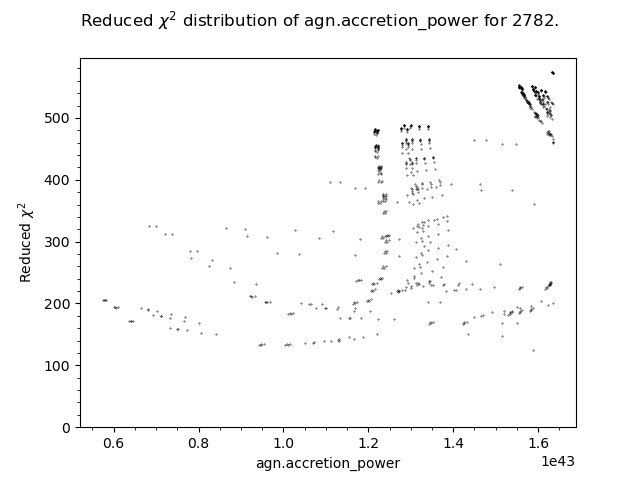 Reduced χ² distribution of agn.accretion_power for 2782.
500
400
300
200
100
0
Reduced χ²
0.6 0.8 1.0 1.2 1.4 1.6
1e43
agn.accretion_power